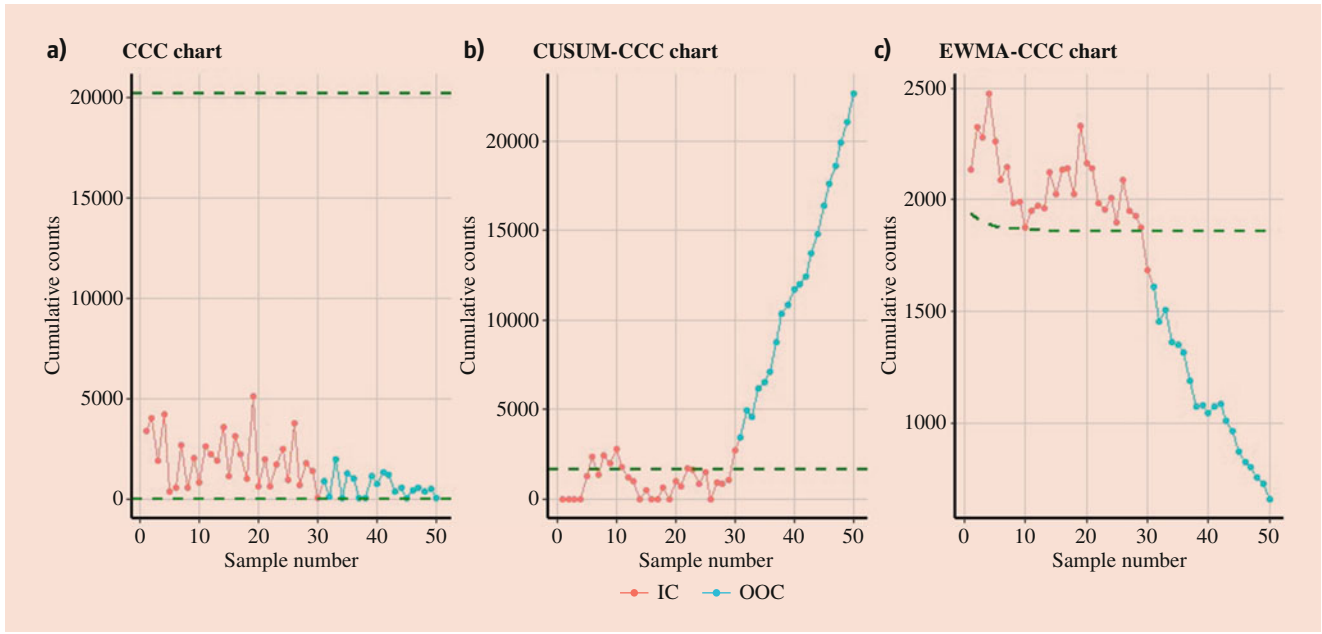 a) CCC chart
Cumulative counts
20000
15000
10000
5000
0
0 10 20 30 40 50
Sample number
b) CUSUM-CCC chart
Cumulative counts
20000
15000
10000
5000
0
0 10 20 30 40 50
Sample number
c) EWMA-CCC chart
Cumulative counts
2500
2000
1500
1000
0 10 20 30 40 50
Sample number
IC OOC